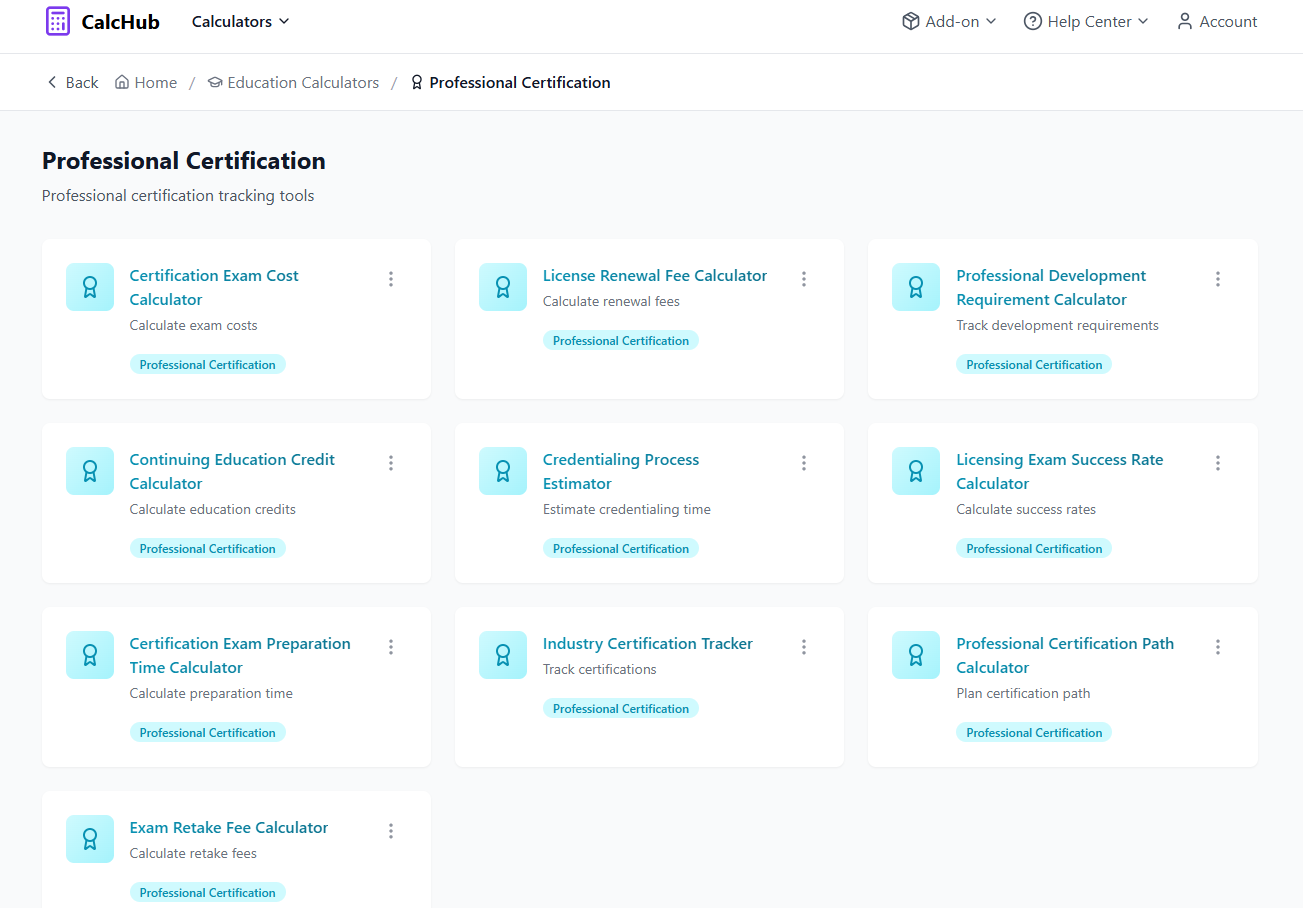 CalcHub
Calculators
Add-on
Help Center
Account
Back
Home
/
Education Calculators
/
Professional Certification
Professional Certification
Professional certification tracking tools
Certification Exam Cost
Calculator
Calculate exam costs
Professional Certification
License Renewal Fee Calculator
Calculate renewal fees
Professional Certification
Professional Development
Requirement Calculator
Track development requirements
Professional Certification
Continuing Education Credit
Calculator
Calculate education credits
Professional Certification
Credentialing Process
Estimator
Estimate credentialing time
Professional Certification
Licensing Exam Success Rate
Calculator
Calculate success rates
Professional Certification
Certification Exam Preparation
Time Calculator
Calculate preparation time
Professional Certification
Industry Certification Tracker
Track certifications
Professional Certification
Professional Certification Path
Calculator
Plan certification path
Professional Certification
Exam Retake Fee Calculator
Calculate retake fees
Professional Certification